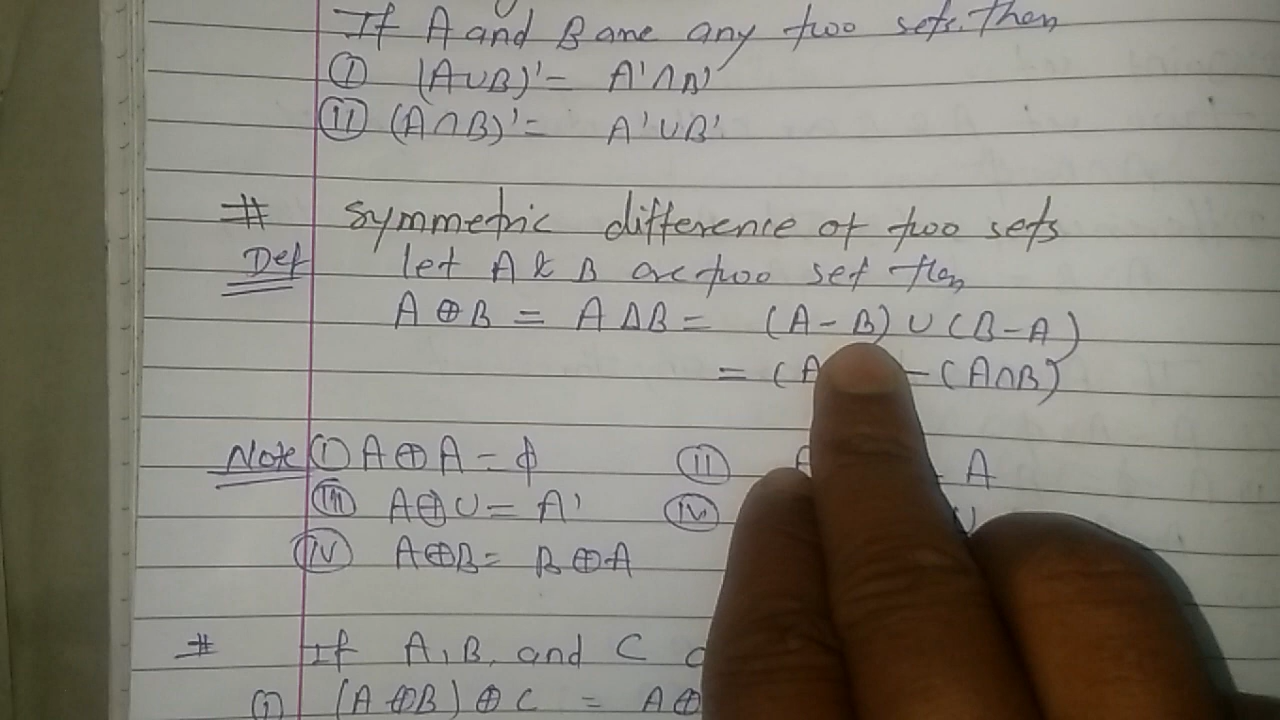 If A and B are any two sets. Then
(I) (A∪B)' = A'∩B'
(II) (A∩B)' = A'∪B'
# Symmetric difference of two sets
Def let A & B are two set then
A⊕B = A∆B = (A-B)∪(B-A)
= (A - (A∩B)
Note (I) A⊕A = ϕ (II) A
(III) A⊕U = A' (IV) U
(IV) A⊕B = B⊕A
# If A, B, and C
(I) (A⊕B)⊕C = A⊕